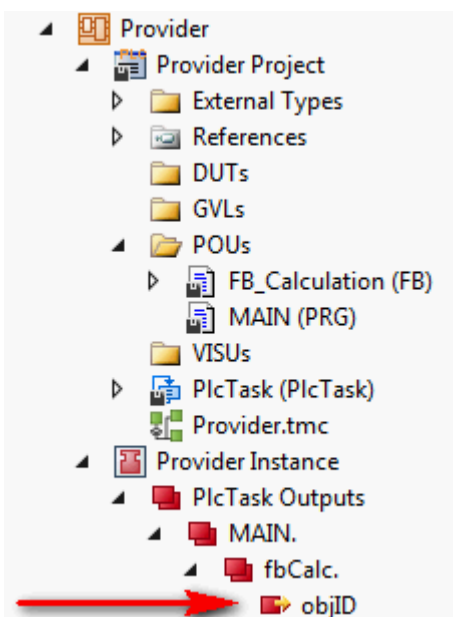 Provider
Provider Project
External Types
References
DUTs
GVLs
POUs
FB_Calculation (FB)
MAIN (PRG)
VISUs
PlcTask (PlcTask)
Provider.tmc
Provider Instance
PlcTask Outputs
MAIN.
fbCalc.
objID